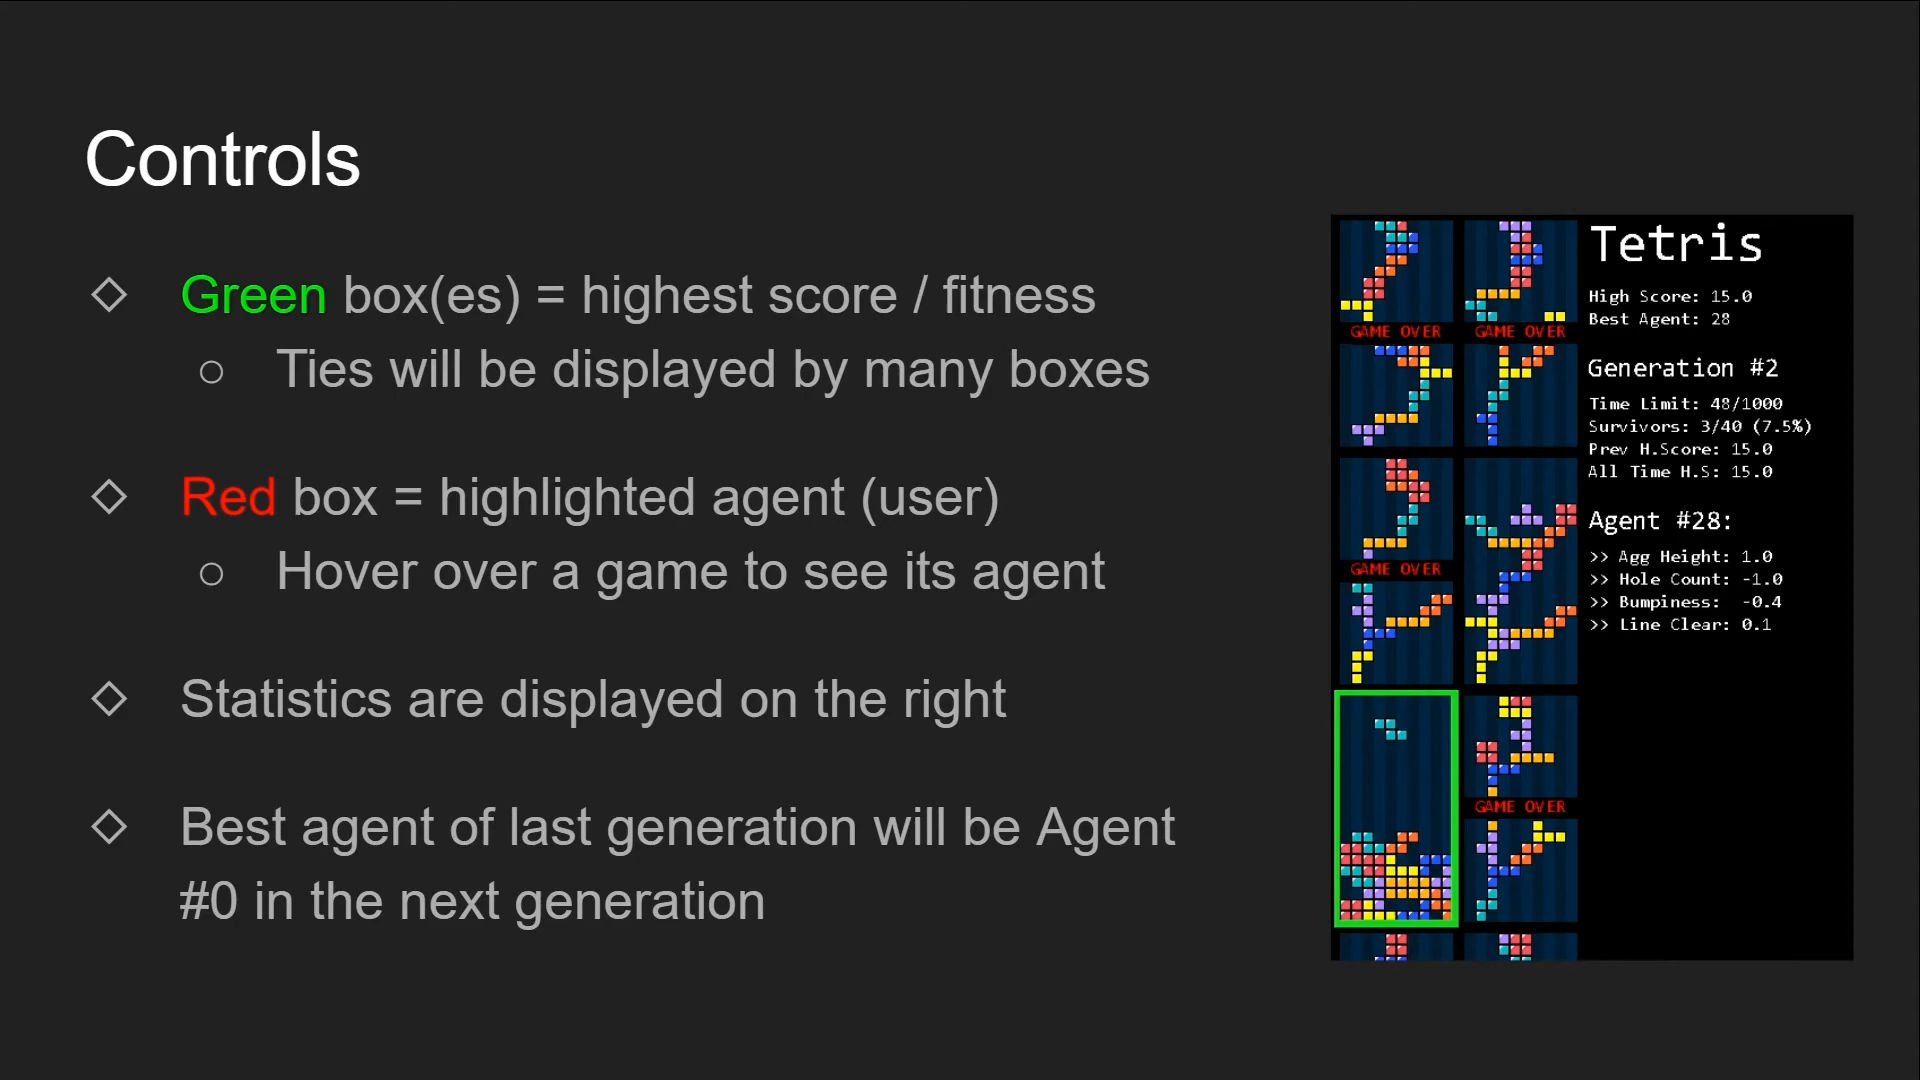 Controls
Green box(es) = highest score / fitness
Ties will be displayed by many boxes
Red box = highlighted agent (user)
Hover over a game to see its agent
Statistics are displayed on the right
Best agent of last generation will be Agent
#0 in the next generation
Tetris
High Score: 15.0
Best Agent: 28
Generation #2
Time Limit: 48/1000
Survivors: 3/40 (7.5%)
Prev H.Score: 15.0
All Time H.S: 15.0
Agent #28:
>> Agg Height: 1.0
>> Hole Count: -1.0
>> Bumpiness: -0.4
>> Line Clear: 0.1
GAME OVER
GAME OVER
GAME OVER
GAME OVER